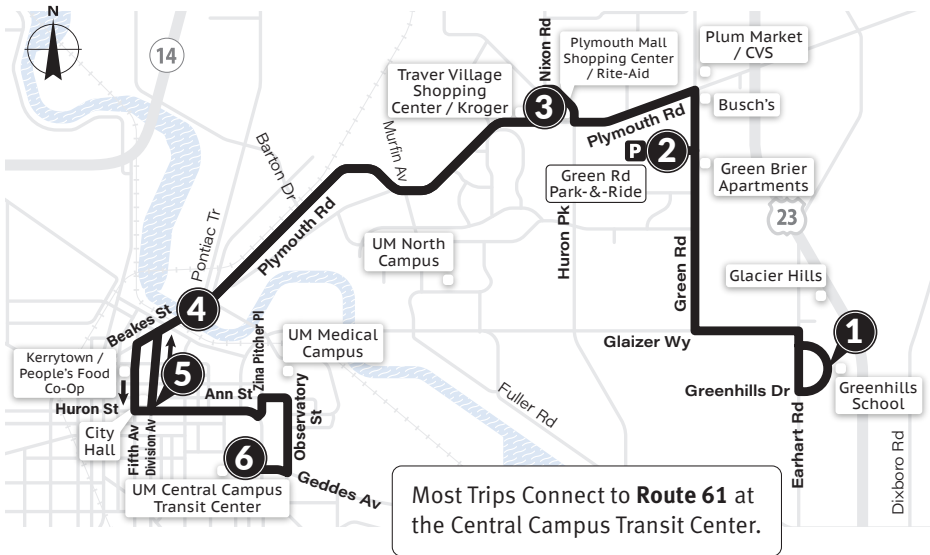 N
14
Nixon Rd
Plymouth Mall
Shopping Center
/ Rite-Aid
Plum Market
/ CVS
Traver Village
Shopping
Center / Kroger
3
Busch's
Plymouth Rd
Murfin Av
P
2
Barton Dr
Green Rd
Park-&-Ride
Green Brier
Apartments
23
Pontiac Tr
Plymouth Rd
UM North
Campus
Huron Pk
Green Rd
Glacier Hills
4
Beakes St
Zina Pitcher Pl
UM Medical
Campus
Glaizer Wy
1
Kerrytown /
People's Food
Co-Op
5
Ann St
Huron St
Fuller Rd
Greenhills Dr
Greenhills
School
City
Hall
Fifth Av
Division Av
Observatory
St
Earhart Rd
Dixboro Rd
6
Geddes Av
UM Central Campus
Transit Center
Most Trips Connect to Route 61 at
the Central Campus Transit Center.